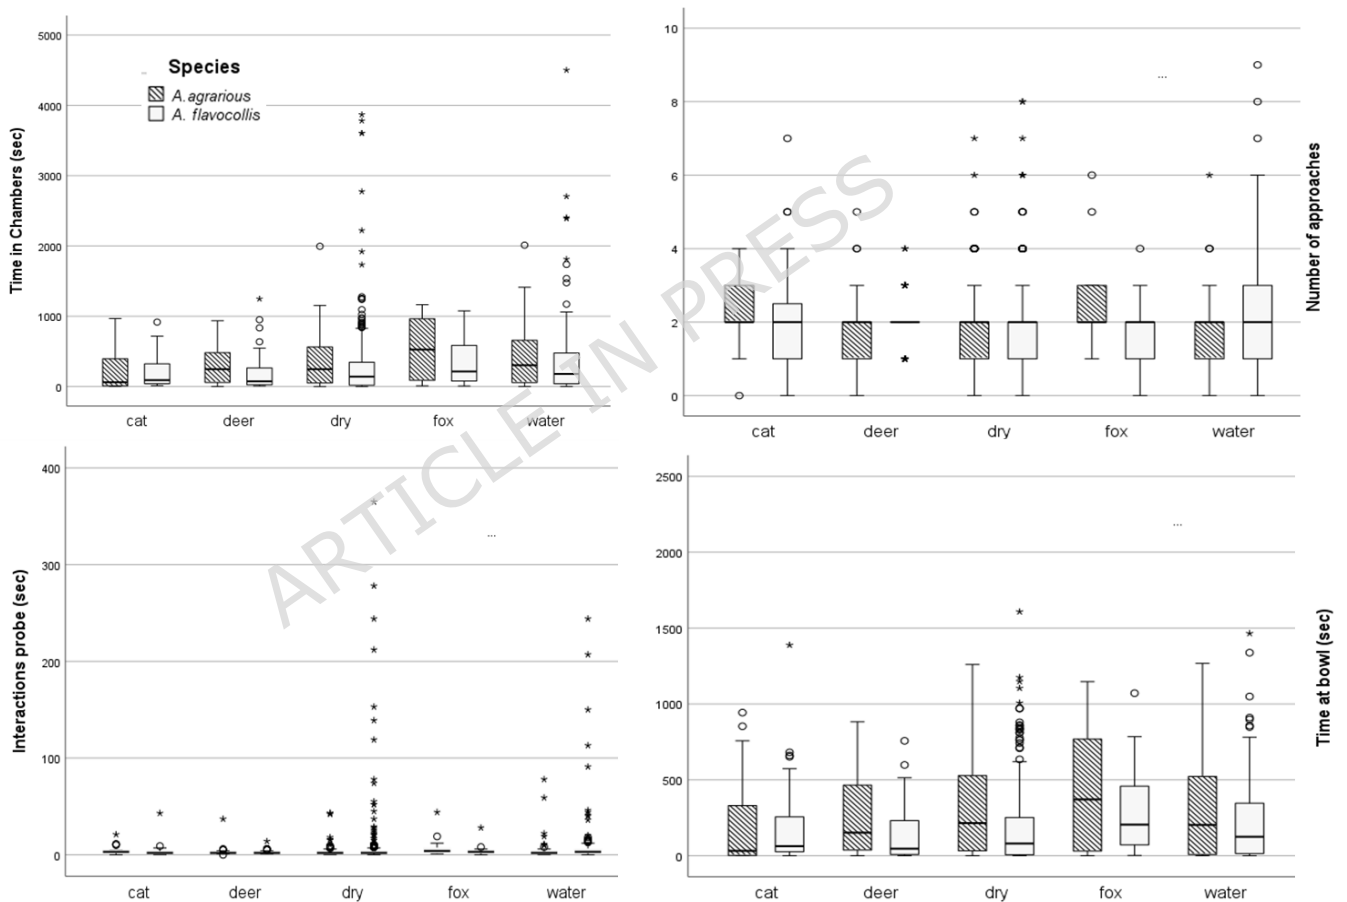 Time in Chambers (sec)
5000
4000
3000
2000
1000
0
Species
A. agrarious
A. flavocollis
cat deer dry fox water
10
8
6
4
2
0
Number of approaches
cat deer dry fox water
Interactions probe (sec)
400
300
200
100
0
cat deer dry fox water
2500
2000
1500
1000
500
0
Time at bowl (sec)
cat deer dry fox water
ARTICLE IN PRESS